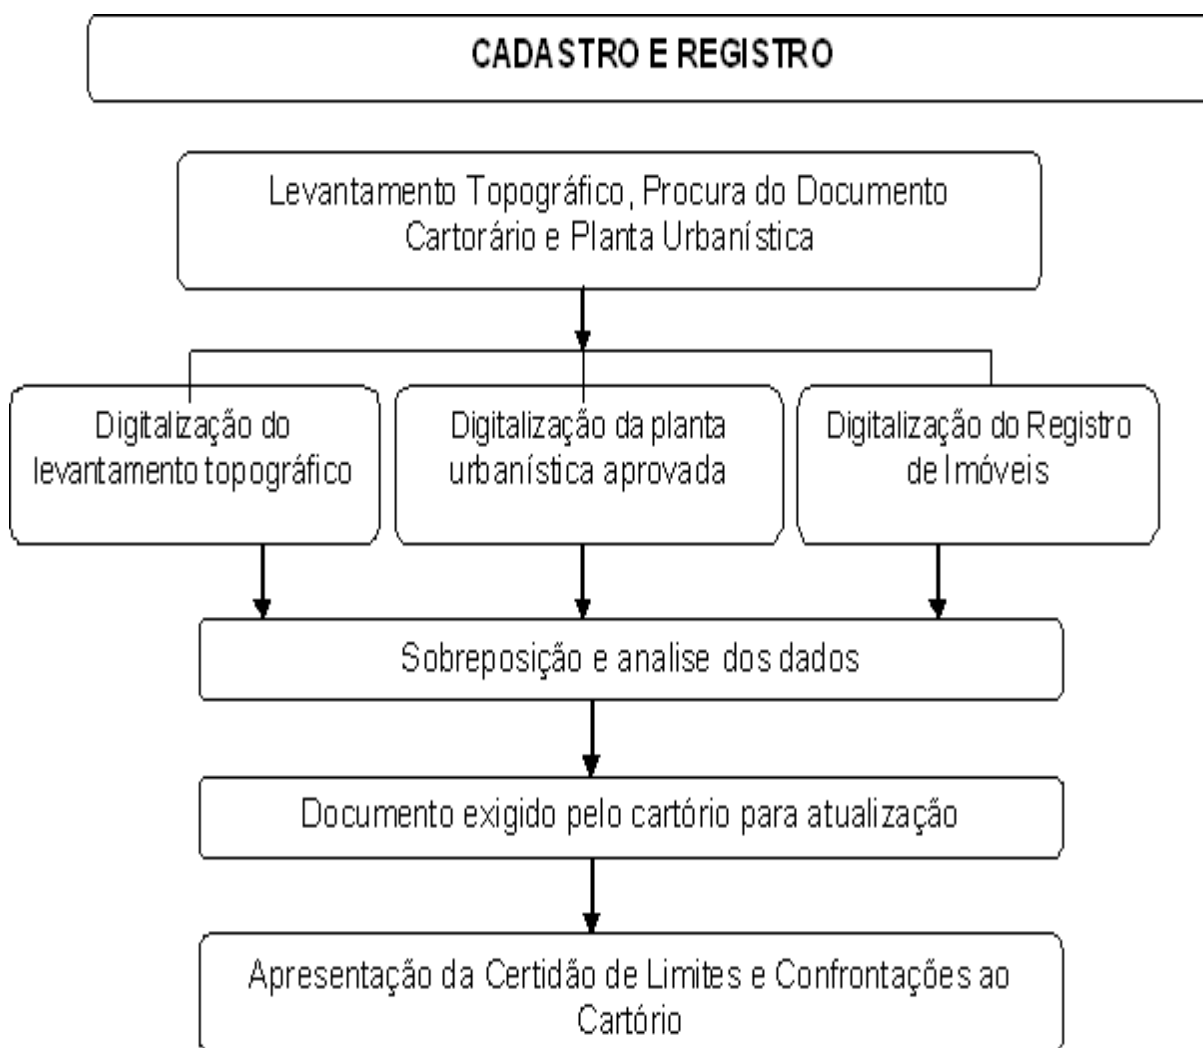 CADASTRO E REGISTRO
Levantamento Topográfico, Procura do Documento
Cartorário e Planta Urbanística
Digitalização do
levantamento topográfico
Digitalização da planta
urbanística aprovada
Digitalização do Registro
de Imóveis
Sobreposição e analise dos dados
Documento exigido pelo cartório para atualização
Apresentação da Certidão de Limites e Confrontações ao
Cartório